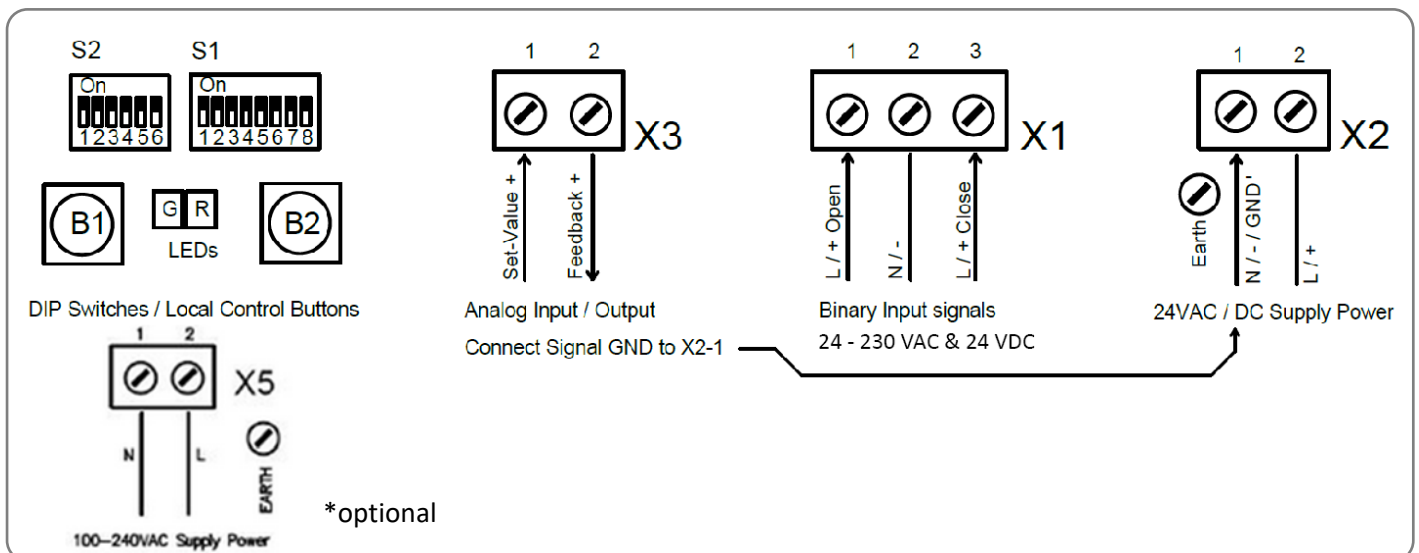 S2 S1
On On
123456 12345678
B1 G R B2
LEDs
DIP Switches / Local Control Buttons
1 2
X5
N L EARTH
100–240VAC Supply Power
*optional
1 2
X3
Set-Value + Feedback +
Analog Input / Output
Connect Signal GND to X2-1
1 2 3
X1
L / + Open N / - L / + Close
Binary Input signals
24 - 230 VAC & 24 VDC
1 2
X2
Earth N / - / GND' L / +
24VAC / DC Supply Power